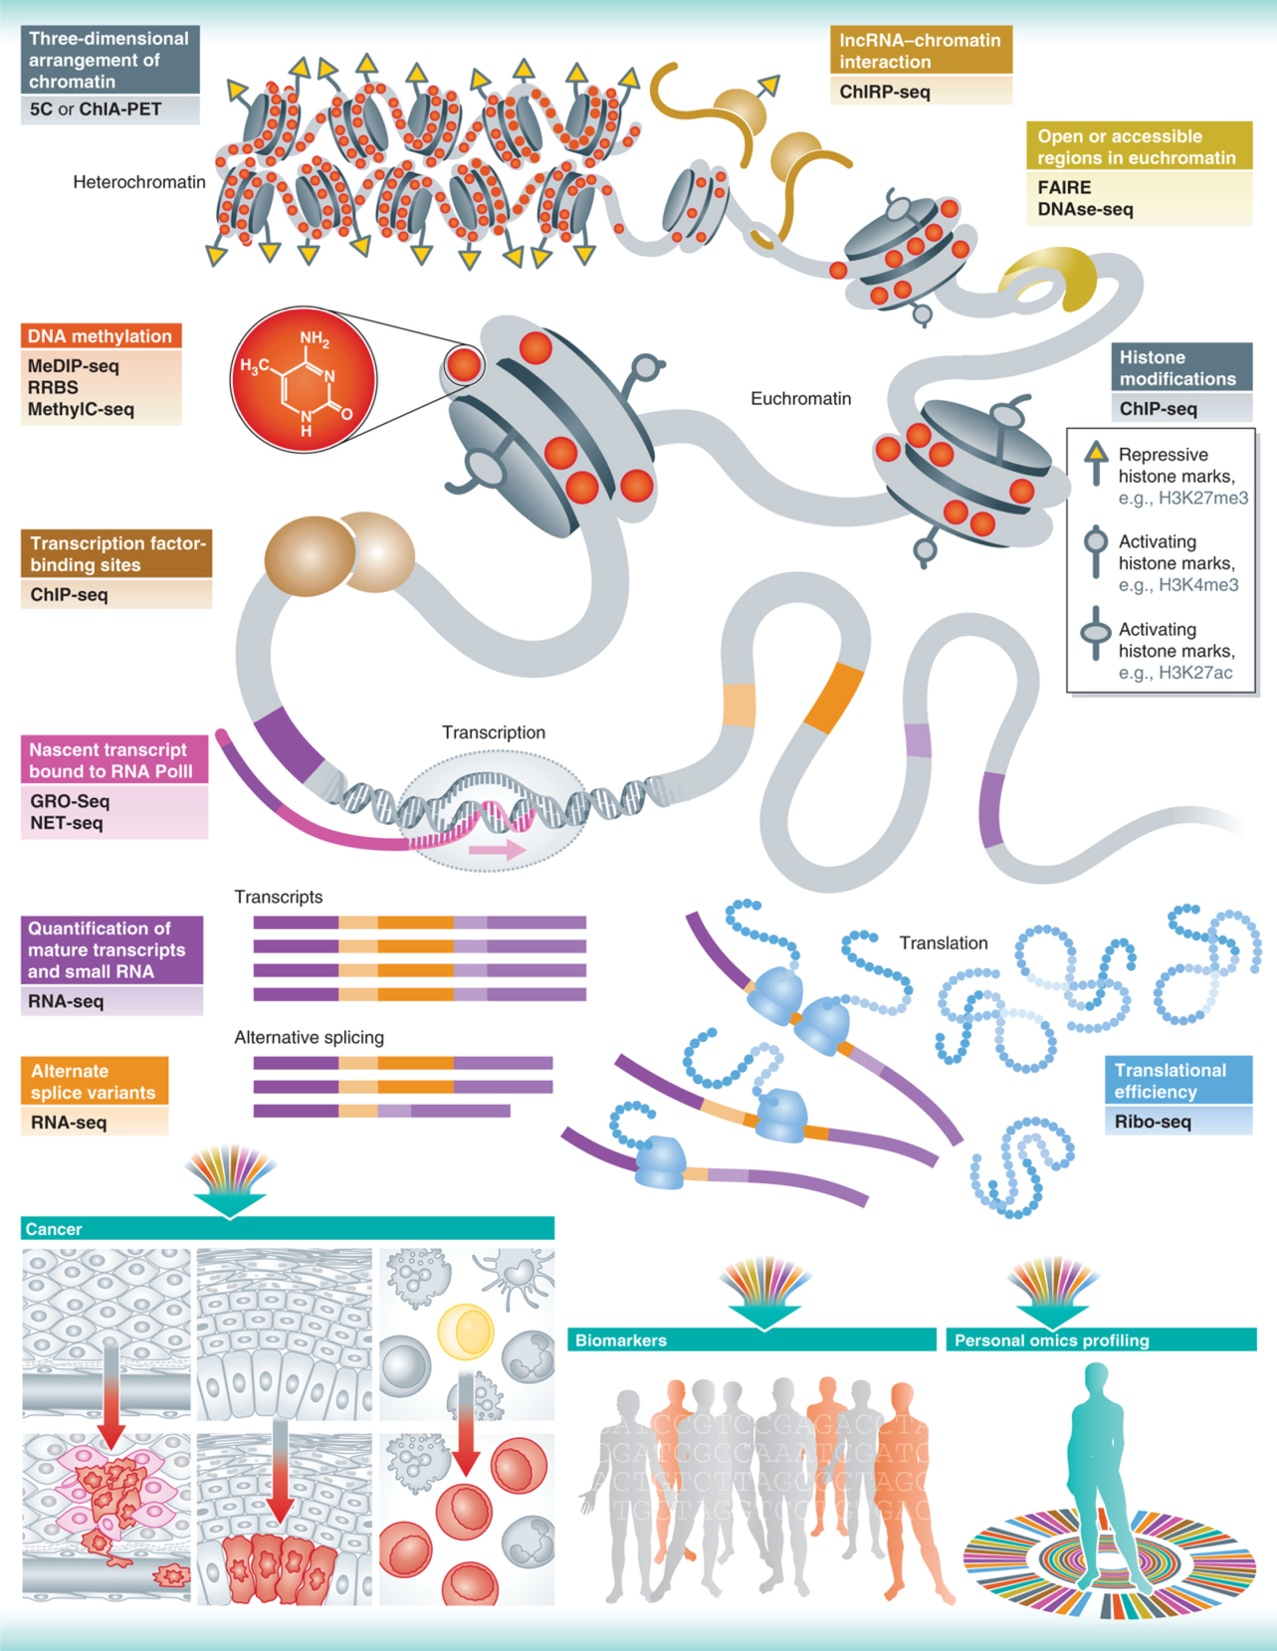 Three-dimensional
arrangement of
chromatin
5C or ChIA-PET
Heterochromatin
lncRNA–chromatin
interaction
ChIRP-seq
Open or accessible
regions in euchromatin
FAIRE
DNAse-seq
DNA methylation
MeDIP-seq
RRBS
MethylC-seq
NH2
H3C
N
N
H
O
Euchromatin
Histone
modifications
ChIP-seq
Repressive
histone marks,
e.g., H3K27me3
Activating
histone marks,
e.g., H3K4me3
Activating
histone marks,
e.g., H3K27ac
Transcription factor-
binding sites
ChIP-seq
Transcription
Nascent transcript
bound to RNA PolII
GRO-Seq
NET-seq
Transcripts
Quantification of
mature transcripts
and small RNA
RNA-seq
Alternative splicing
Alternate
splice variants
RNA-seq
Translation
Translational
efficiency
Ribo-seq
Cancer
Biomarkers
Personal omics profiling